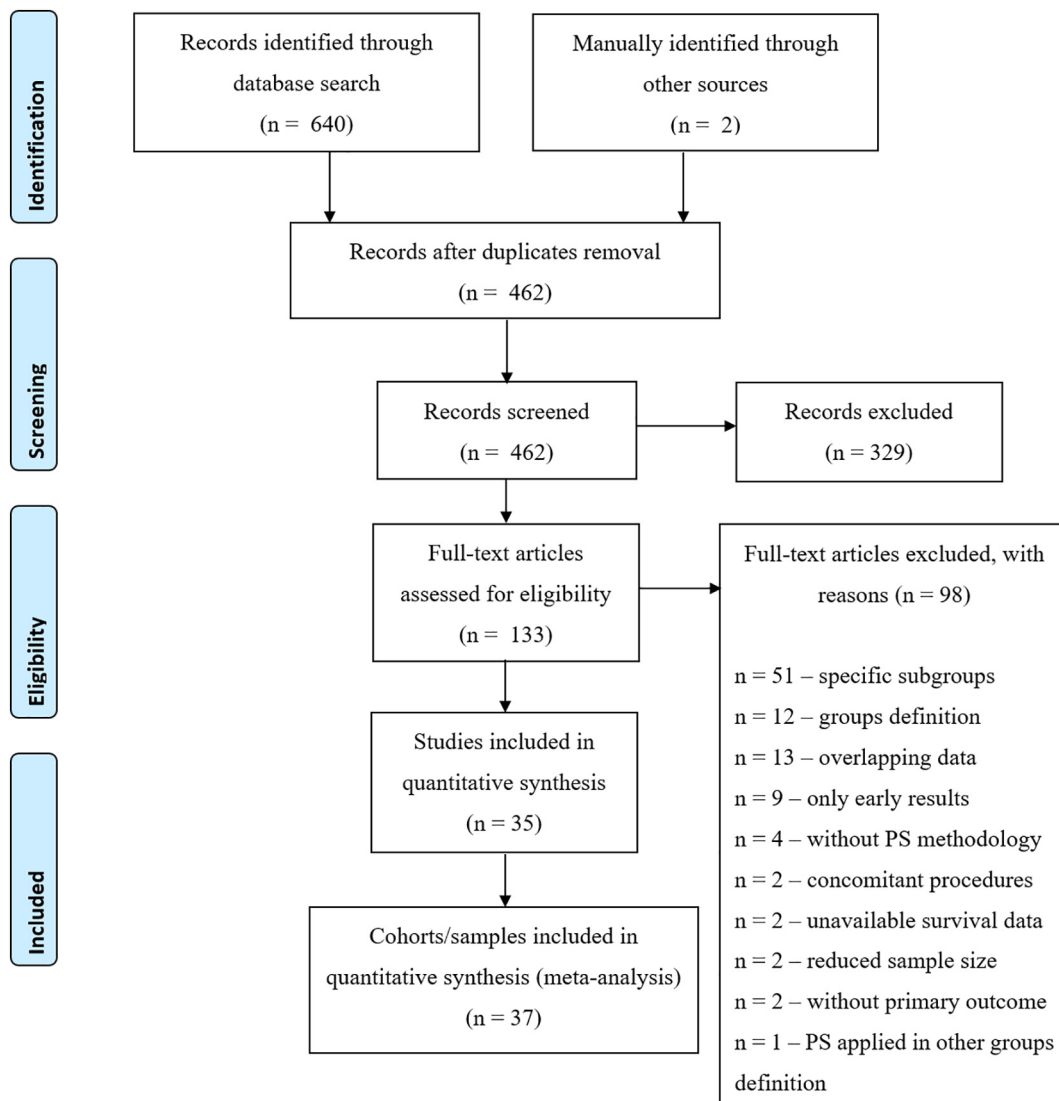 Identification
Records identified through
database search
(n = 640)
Manually identified through
other sources
(n = 2)
Records after duplicates removal
(n = 462)
Screening
Records screened
(n = 462)
Records excluded
(n = 329)
Eligibility
Full-text articles
assessed for eligibility
(n = 133)
Full-text articles excluded, with
reasons (n = 98)
n = 51 – specific subgroups
n = 12 – groups definition
n = 13 – overlapping data
n = 9 – only early results
n = 4 – without PS methodology
n = 2 – concomitant procedures
n = 2 – unavailable survival data
n = 2 – reduced sample size
n = 2 – without primary outcome
n = 1 – PS applied in other groups
definition
Studies included in
quantitative synthesis
(n = 35)
Included
Cohorts/samples included in
quantitative synthesis (meta-analysis)
n = 37)